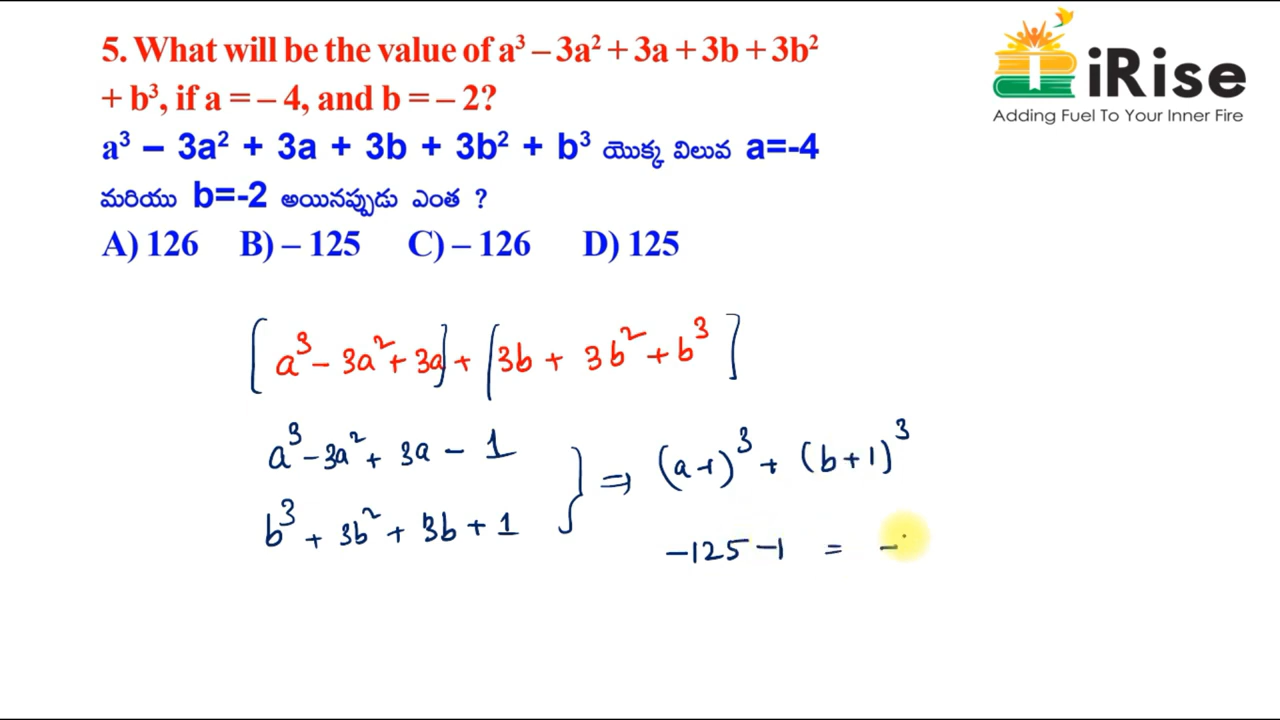 5. What will be the value of a³ – 3a² + 3a + 3b + 3b²
+ b³, if a = – 4, and b = – 2?
a³ – 3a² + 3a + 3b + 3b² + b³ యొక్క విలువ a=-4
మరియు b=-2 అయినప్పుడు ఎంత ?
A) 126 B) – 125 C) – 126 D) 125
iRise
Adding Fuel To Your Inner Fire
[a³ - 3a² + 3a] + [3b + 3b² + b³]
a³ - 3a² + 3a - 1
b³ + 3b² + 3b + 1
} ⇒ (a-1)³ + (b+1)³
-125 -1 = -